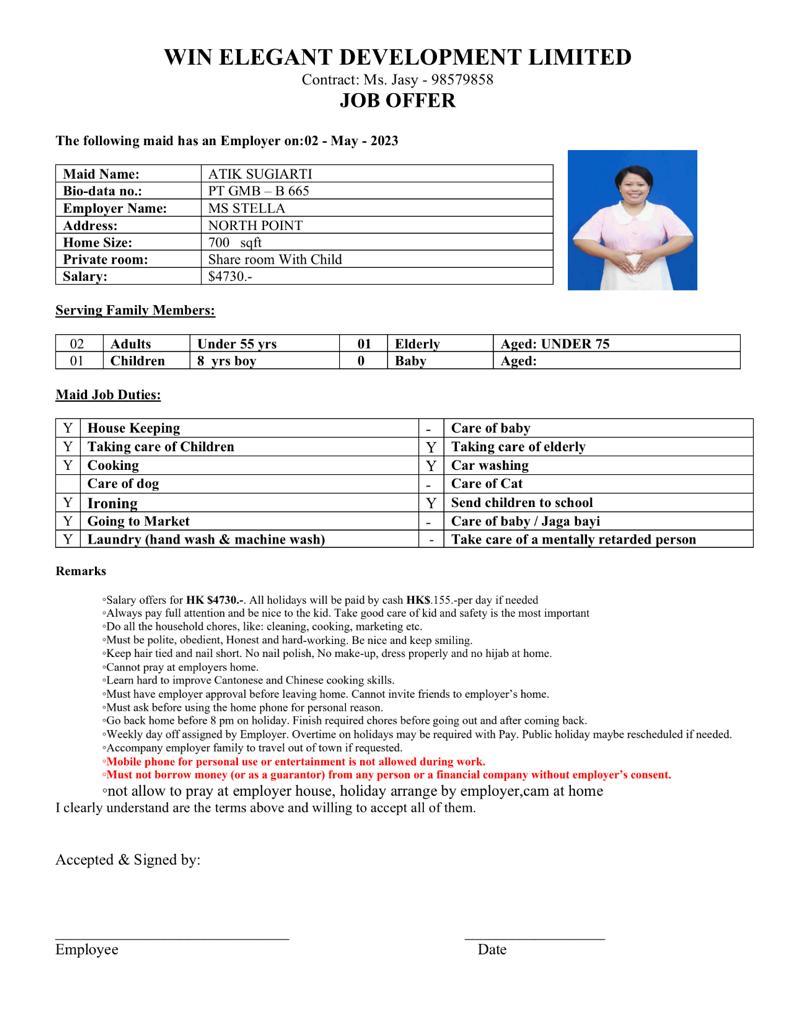 WIN ELEGANT DEVELOPMENT LIMITED
Contract: Ms. Jasy - 98579858
JOB OFFER
The following maid has an Employer on:02 - May - 2023
Maid Name: ATIK SUGIARTI
Bio-data no.: PT GMB – B 665
Employer Name: MS STELLA
Address: NORTH POINT
Home Size: 700 sqft
Private room: Share room With Child
Salary: $4730.-
Serving Family Members:
02 Adults Under 55 yrs 01 Elderly Aged: UNDER 75
01 Children 8 yrs boy 0 Baby Aged:
Maid Job Duties:
Y House Keeping - Care of baby
Y Taking care of Children Y Taking care of elderly
Y Cooking Y Car washing
Care of dog - Care of Cat
Y Ironing Y Send children to school
Y Going to Market - Care of baby / Jaga bayi
Y Laundry (hand wash & machine wash) - Take care of a mentally retarded person
Remarks
▫Salary offers for HK $4730.-. All holidays will be paid by cash HK$.155.-per day if needed
▫Always pay full attention and be nice to the kid. Take good care of kid and safety is the most important
▫Do all the household chores, like: cleaning, cooking, marketing etc.
▫Must be polite, obedient, Honest and hard-working. Be nice and keep smiling.
▫Keep hair tied and nail short. No nail polish, No make-up, dress properly and no hijab at home.
▫Cannot pray at employers home.
▫Learn hard to improve Cantonese and Chinese cooking skills.
▫Must have employer approval before leaving home. Cannot invite friends to employer’s home.
▫Must ask before using the home phone for personal reason.
▫Go back home before 8 pm on holiday. Finish required chores before going out and after coming back.
▫Weekly day off assigned by Employer. Overtime on holidays may be required with Pay. Public holiday maybe rescheduled if needed.
▫Accompany employer family to travel out of town if requested.
▫Mobile phone for personal use or entertainment is not allowed during work.
▫Must not borrow money (or as a guarantor) from any person or a financial company without employer’s consent.
▫not allow to pray at employer house, holiday arrange by employer,cam at home
I clearly understand are the terms above and willing to accept all of them.
Accepted & Signed by:
Employee Date